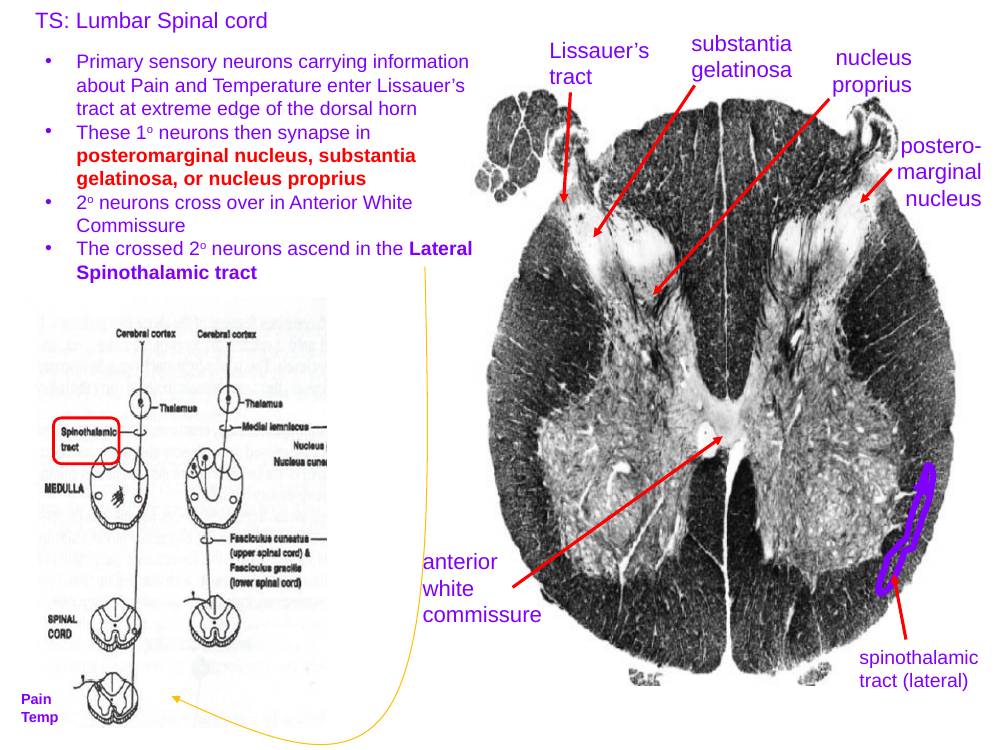 TS: Lumbar Spinal cord
• Primary sensory neurons carrying information
about Pain and Temperature enter Lissauer’s
tract at extreme edge of the dorsal horn
• These 1º neurons then synapse in
posteromarginal nucleus, substantia
gelatinosa, or nucleus proprius
• 2º neurons cross over in Anterior White
Commissure
• The crossed 2º neurons ascend in the Lateral
Spinothalamic tract
Lissauer’s
tract
substantia
gelatinosa
nucleus
proprius
postero-
marginal
nucleus
anterior
white
commissure
spinothalamic
tract (lateral)
Cerebral cortex
Cerebral cortex
Thalamus
Thalamus
Spinothalamic
tract
Medial lemniscus
Nucleus
Nucleus cune
MEDULLA
Fasciculus cuneatus
(upper spinal cord) &
Fasciculus gracilis
(lower spinal cord)
SPINAL
CORD
Pain
Temp